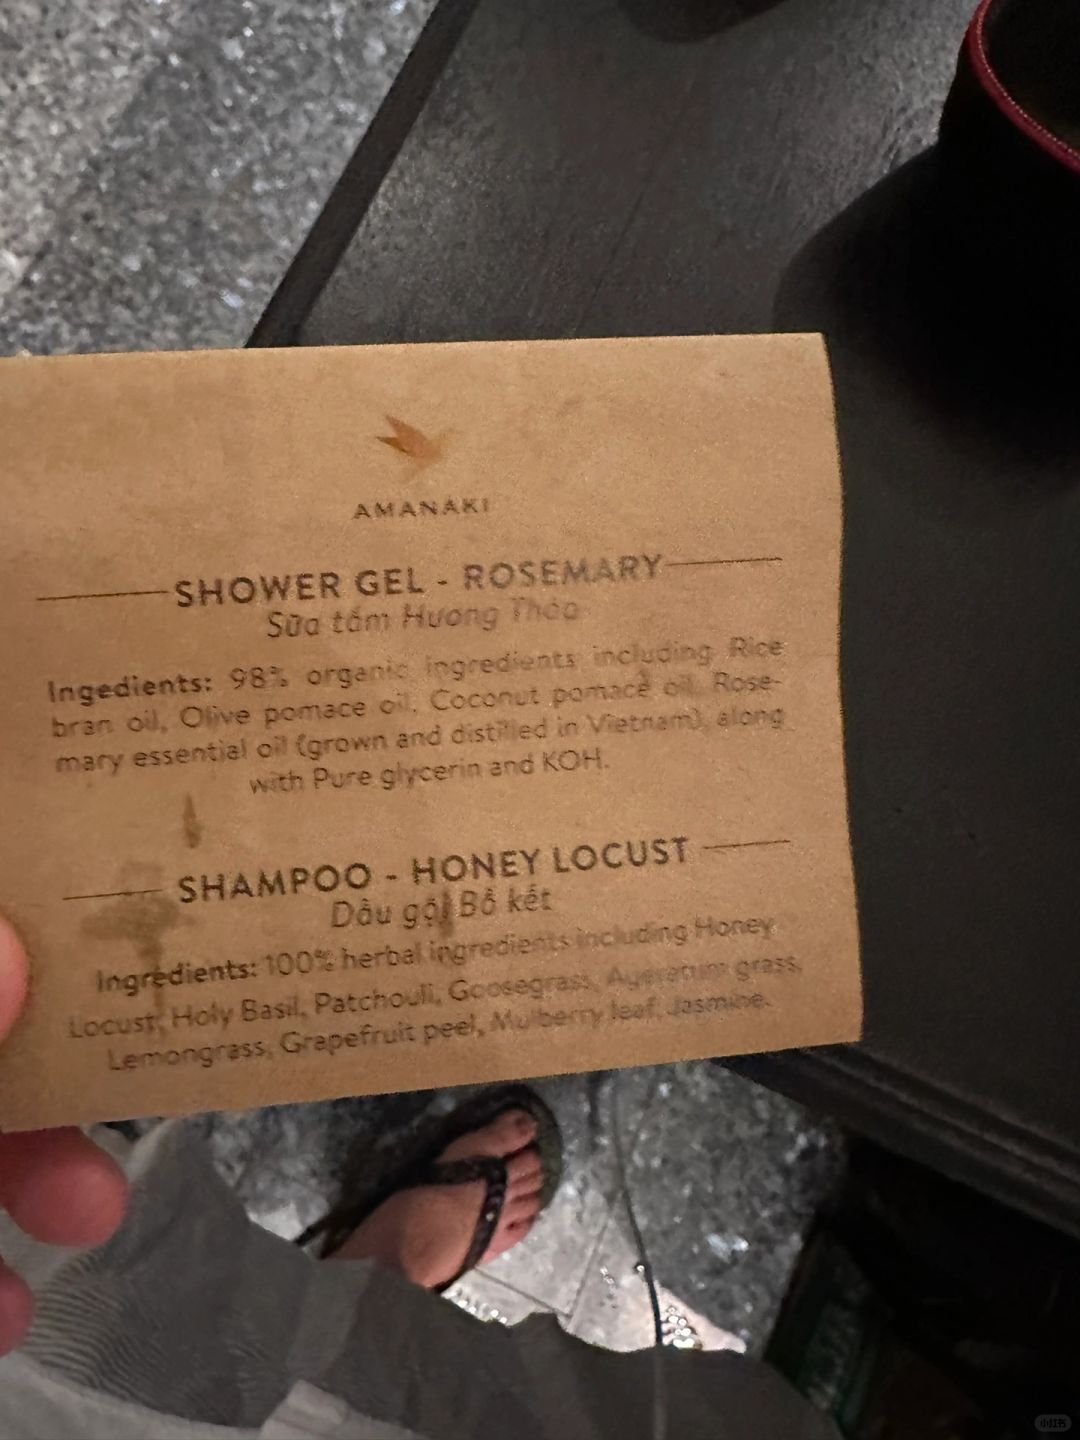 AMANAKI
SHOWER GEL - ROSEMARY
Sữa tắm Hương Thảo
Ingedients: 98% organic ingredients including Rice
bran oil, Olive pomace oil, Coconut pomace oil, Rose-
mary essential oil (grown and distilled in Vietnam), along
with Pure glycerin and KOH.
SHAMPOO - HONEY LOCUST
Dầu gội Bồ kết
Ingredients: 100% herbal ingredients including Honey
Locust, Holy Basil, Patchouli, Goosegrass, Ageratum grass,
Lemongrass, Grapefruit peel, Mulberry leaf, Jasmine.
小红书